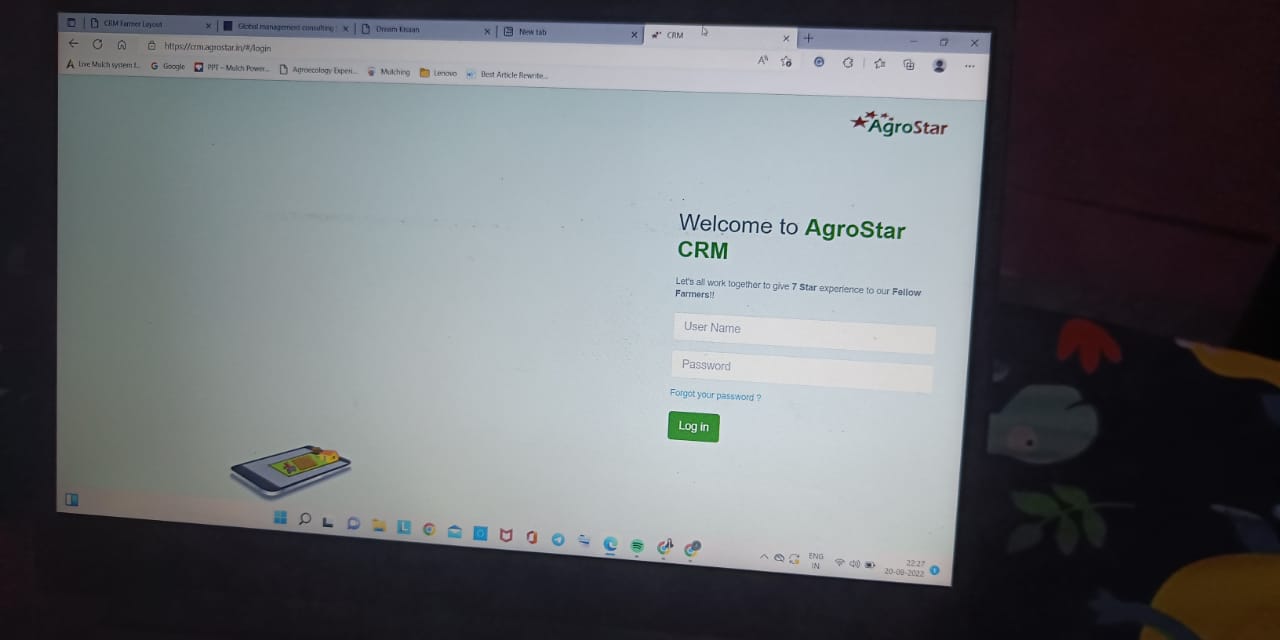 CRM Farmer Layout
Global management consulting
Dream Kisaan
New tab
CRM
https://crm.agrostar.in/#/login
Live Mulch system f...
Google
PPT - Mulch Power...
Agroecology Experi...
Mulching
Lenovo
Best Article Rewrite...
AgroStar
Welcome to AgroStar
CRM
Let's all work together to give 7 Star experience to our Fellow
Farmers!!
User Name
Password
Forgot your password ?
Log in
ENG
IN
22:27
20-09-2022
1